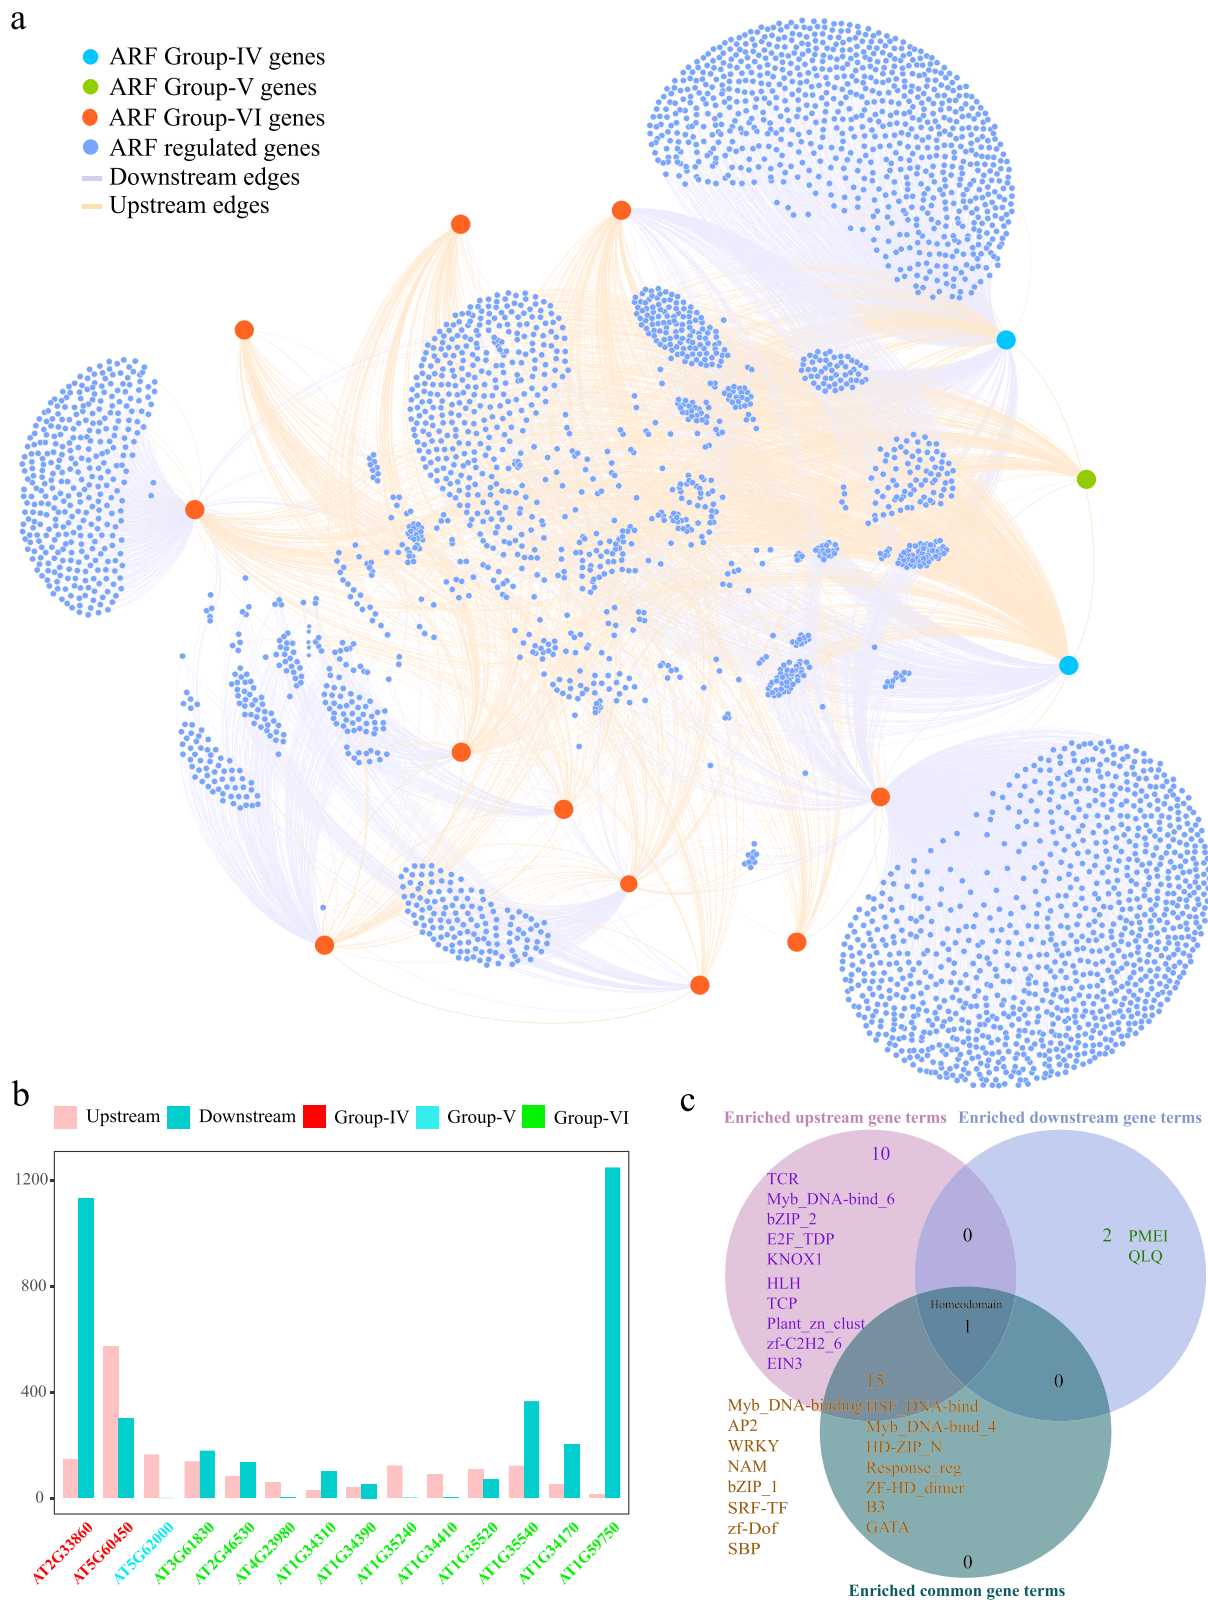 a
ARF Group-IV genes
ARF Group-V genes
ARF Group-VI genes
ARF regulated genes
Downstream edges
Upstream edges
b
Upstream
Downstream
Group-IV
Group-V
Group-VI
1200
800
400
0
AT2G33860
AT5G60450
AT5G62000
AT3G61830
AT2G46530
AT4G23980
AT1G34310
AT1G34390
AT1G35240
AT1G34410
AT1G35520
AT1G35540
AT1G34170
AT1G59750
c
Enriched upstream gene terms
Enriched downstream gene terms
10
TCR
Myb_DNA-bind_6
bZIP_2
E2F_TDP
KNOX1
HLH
TCP
Plant_zn_clust
zf-C2H2_6
EIN3
0
2
PMEI
QLQ
Homeodomain
1
15
0
Myb_DNA-binding
AP2
WRKY
NAM
bZIP_1
SRF-TF
zf-Dof
SBP
HSF_DNA-bind
Myb_DNA-bind_4
HD-ZIP_N
Response_reg
ZF-HD_dimer
B3
GATA
0
Enriched common gene terms